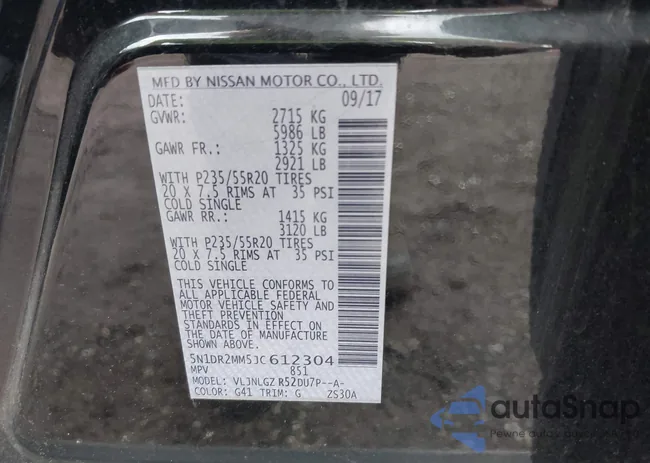 MFD BY NISSAN MOTOR CO., LTD.
DATE: 09/17
GVWR: 2715 KG
5986 LB
GAWR FR.: 1325 KG
2921 LB
WITH P235/55R20 TIRES
20 X 7.5 RIMS AT 35 PSI
COLD SINGLE
GAWR RR.: 1415 KG
3120 LB
WITH P235/55R20 TIRES
20 X 7.5 RIMS AT 35 PSI
COLD SINGLE
THIS VEHICLE CONFORMS TO
ALL APPLICABLE FEDERAL
MOTOR VEHICLE SAFETY AND
THEFT PREVENTION
STANDARDS IN EFFECT ON
THE DATE OF MANUFACTURE
SHOWN ABOVE.
5N1DR2MM5JC612304
MPV 851
MODEL: VLJNLGZ R52DU7P--A-
COLOR: G41 TRIM: G ZS30A
autoSnap
Pewne auto's a dobrej cenie